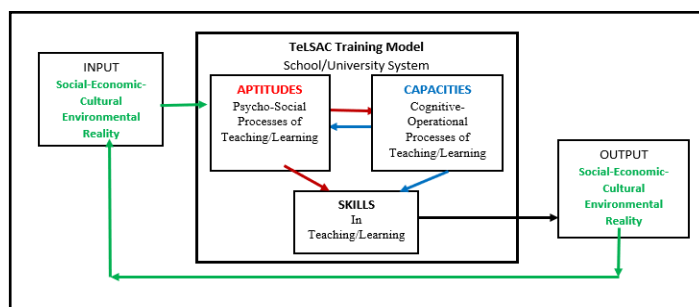 TeLSAC Training Model
School/University System
INPUT
Social-Economic-
Cultural
Environmental
Reality
APTITUDES
Psycho-Social
Processes of
Teaching/Learning
CAPACITIES
Cognitive-
Operational
Processes of
Teaching/Learning
SKILLS
In
Teaching/Learning
OUTPUT
Social-Economic-
Cultural
Environmental
Reality